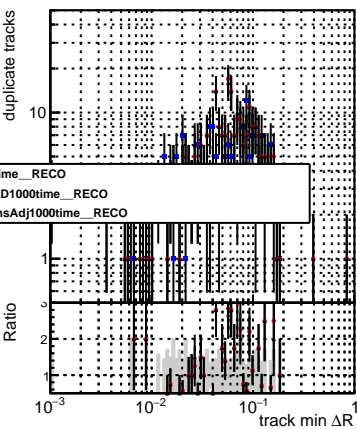 duplicate tracks
10
ime__RECO
D1000time__RECO
nsAdj1000time__RECO
1
Ratio
3
2
1
10⁻³ 10⁻² 10⁻¹ 1
track min ΔR